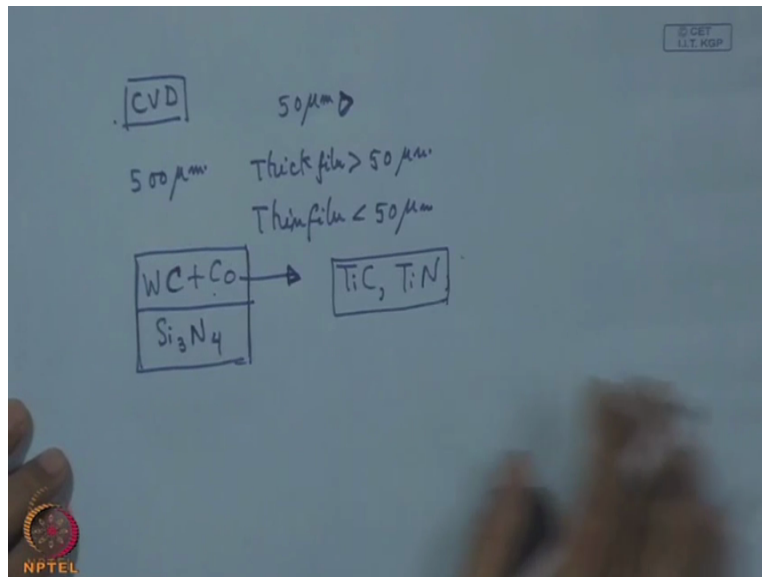 © CET
I.I.T. KGP
CVD
50 μm
500 μm. Thick film > 50 μm.
Thin film < 50 μm
WC+Co → TiC, TiN
Si₃N₄
NPTEL